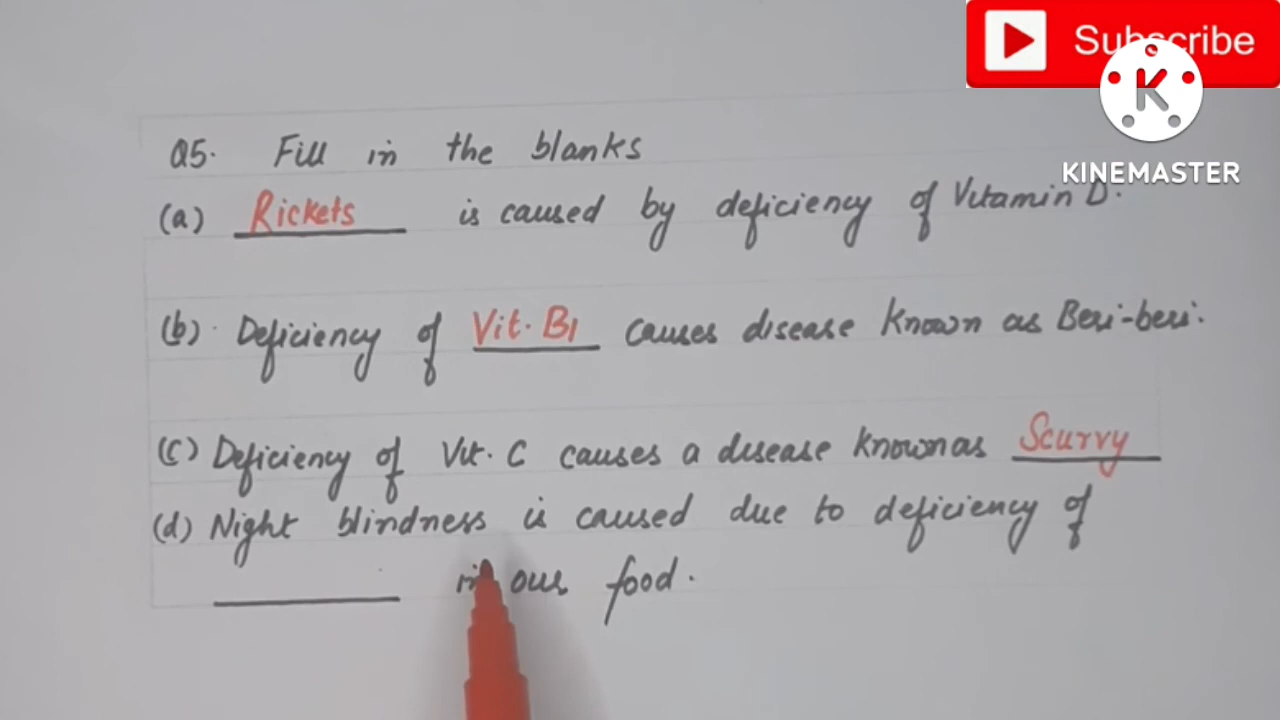 Subscribe
KINEMASTER
Q5. Fill in the blanks
(a) Rickets is caused by deficiency of Vitamin D.
(b). Deficiency of Vit. B1 causes disease known as Beri-beri.
(c) Deficiency of Vit. C causes a disease known as Scurvy
(d) Night blindness is caused due to deficiency of
in our food.